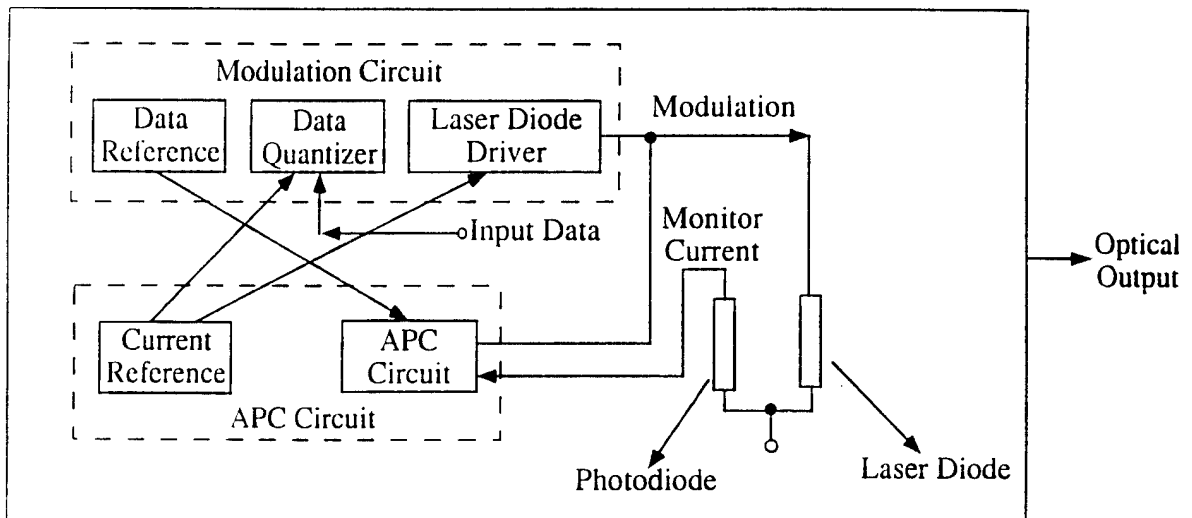 Modulation Circuit
Data
Reference
Data
Quantizer
Laser Diode
Driver
Modulation
Input Data
Monitor
Current
Optical
Output
Current
Reference
APC
Circuit
APC Circuit
Photodiode
Laser Diode